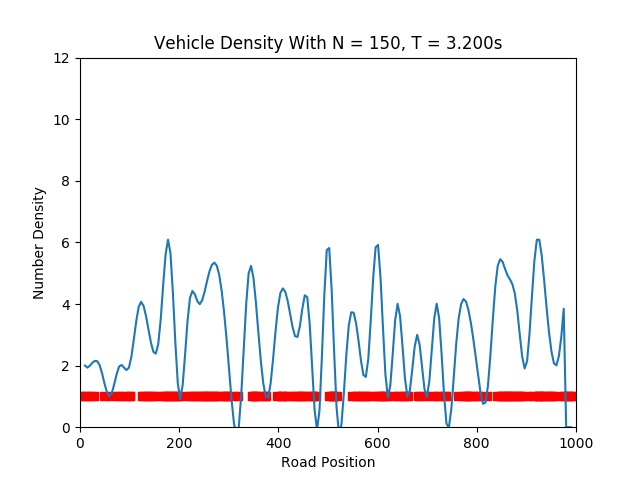 Vehicle Density With N = 150, T = 3.200s
12
10
8
6
4
2
0
Number Density
0 200 400 600 800 1000
Road Position